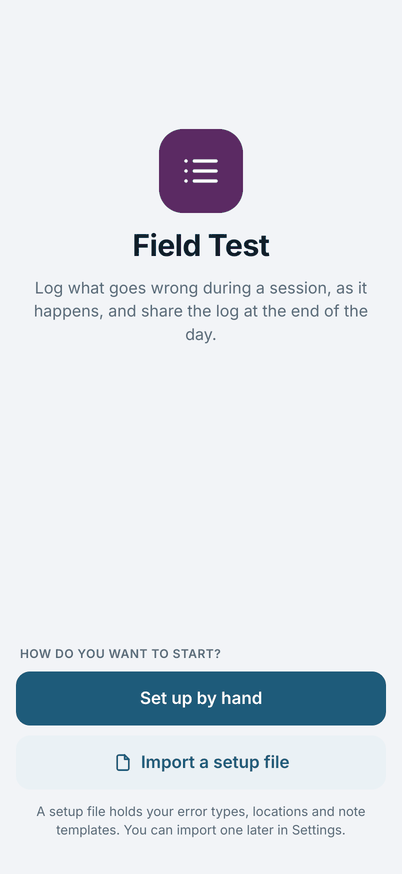 Field Test
Log what goes wrong during a session, as it
happens, and share the log at the end of the
day.
HOW DO YOU WANT TO START?
Set up by hand
Import a setup file
A setup file holds your error types, locations and note
templates. You can import one later in Settings.